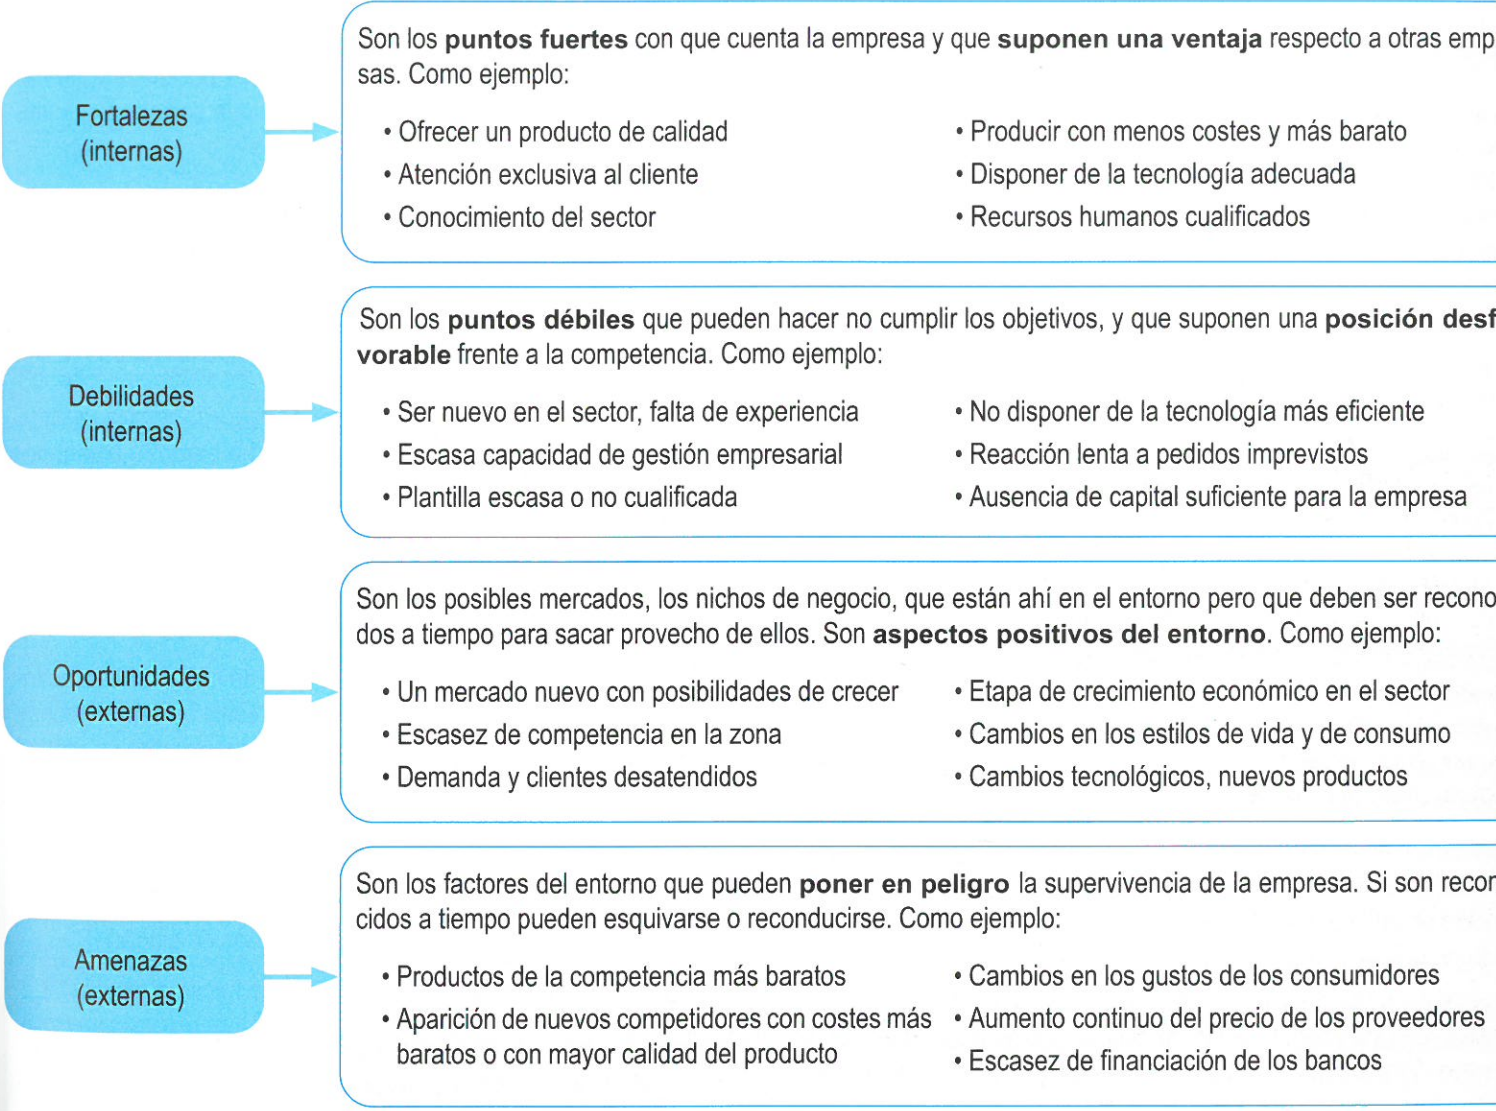 Fortalezas
(internas)
Son los puntos fuertes con que cuenta la empresa y que suponen una ventaja respecto a otras emp
sas. Como ejemplo:
• Ofrecer un producto de calidad
• Atención exclusiva al cliente
• Conocimiento del sector
• Producir con menos costes y más barato
• Disponer de la tecnología adecuada
• Recursos humanos cualificados
Debilidades
(internas)
Son los puntos débiles que pueden hacer no cumplir los objetivos, y que suponen una posición desf
vorable frente a la competencia. Como ejemplo:
• Ser nuevo en el sector, falta de experiencia
• Escasa capacidad de gestión empresarial
• Plantilla escasa o no cualificada
• No disponer de la tecnología más eficiente
• Reacción lenta a pedidos imprevistos
• Ausencia de capital suficiente para la empresa
Oportunidades
(externas)
Son los posibles mercados, los nichos de negocio, que están ahí en el entorno pero que deben ser recono
dos a tiempo para sacar provecho de ellos. Son aspectos positivos del entorno. Como ejemplo:
• Un mercado nuevo con posibilidades de crecer
• Escasez de competencia en la zona
• Demanda y clientes desatendidos
• Etapa de crecimiento económico en el sector
• Cambios en los estilos de vida y de consumo
• Cambios tecnológicos, nuevos productos
Amenazas
(externas)
Son los factores del entorno que pueden poner en peligro la supervivencia de la empresa. Si son recon
cidos a tiempo pueden esquivarse o reconducirse. Como ejemplo:
• Productos de la competencia más baratos
• Aparición de nuevos competidores con costes más
baratos o con mayor calidad del producto
• Cambios en los gustos de los consumidores
• Aumento continuo del precio de los proveedores
• Escasez de financiación de los bancos